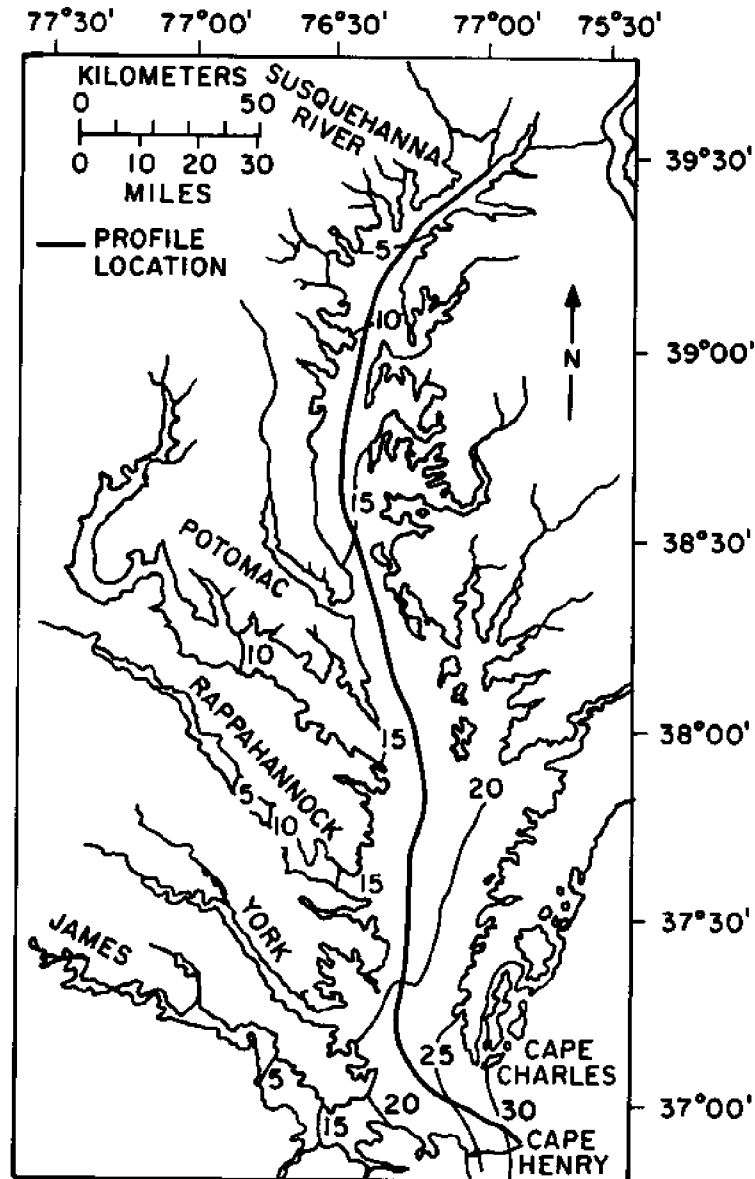 77°30' 77°00' 76°30' 77°00' 75°30'
KILOMETERS
0 50
0 10 20 30
MILES
PROFILE
LOCATION
SUSQUEHANNA
RIVER
39°30'
5
10
N
39°00'
15
38°30'
POTOMAC
10
RAPPAHANNOCK
15
38°00'
20
5
10
15
YORK
37°30'
JAMES
25
CAPE
CHARLES
5
20
30
37°00'
15
CAPE
HENRY